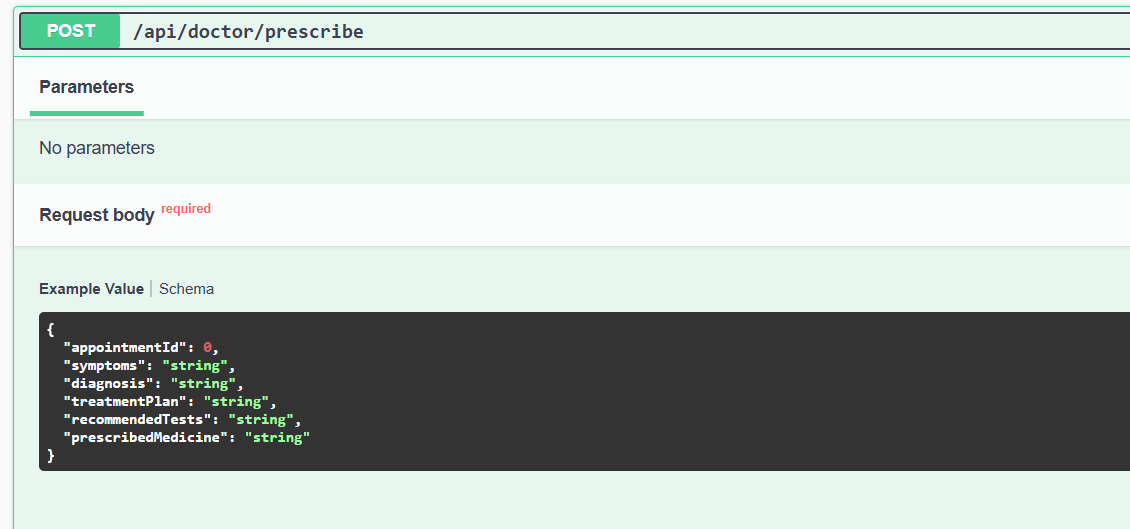 POST /api/doctor/prescribe
Parameters
No parameters
Request body required
Example Value | Schema
{
  "appointmentId": 0,
  "symptoms": "string",
  "diagnosis": "string",
  "treatmentPlan": "string",
  "recommendedTests": "string",
  "prescribedMedicine": "string"
}